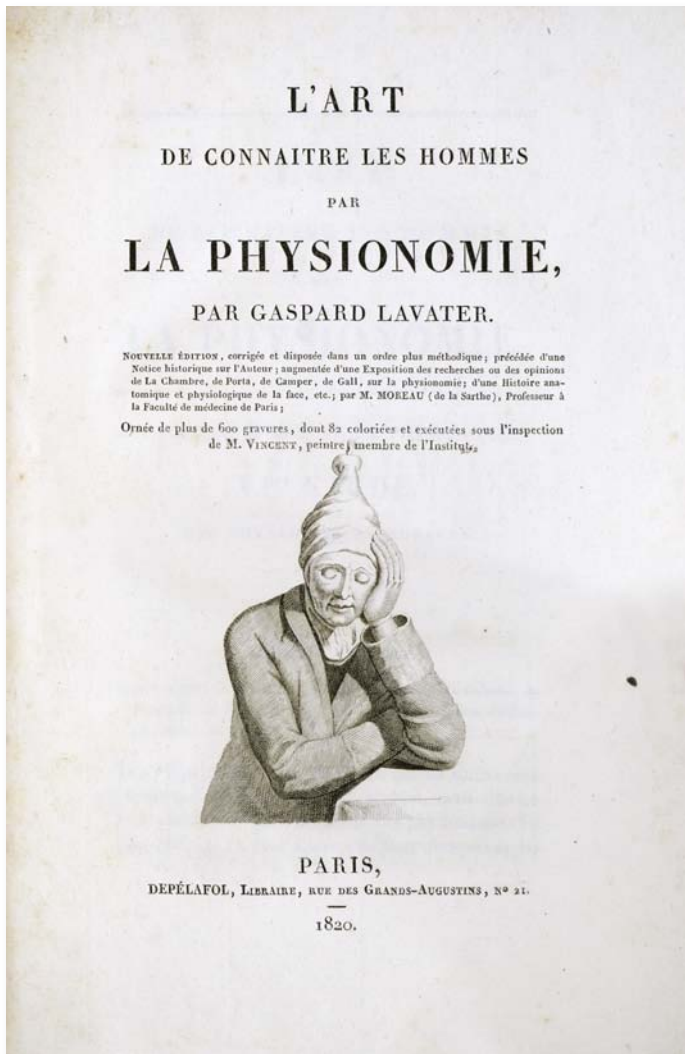 L'ART
DE CONNAITRE LES HOMMES
PAR
LA PHYSIONOMIE,
PAR GASPARD LAVATER.
NOUVELLE ÉDITION, corrigée et disposée dans un ordre plus méthodique; précédée d'une
Notice historique sur l'Auteur; augmentée d'une Exposition des recherches ou des opinions
de La Chambre, de Porta, de Camper, de Gall, sur la physionomie; d'une Histoire ana-
tomique et physiologique de la face, etc.; par M. MOREAU (de la Sarthe), Professeur à
la Faculté de médecine de Paris;
Ornée de plus de 600 gravures, dont 82 coloriées et exécutées sous l'inspection
de M. VINCENT, peintre, membre de l'Institut.
PARIS,
DEPÉLAFOL, LIBRAIRE, RUE DES GRANDS-AUGUSTINS, Nº 21.
1820.